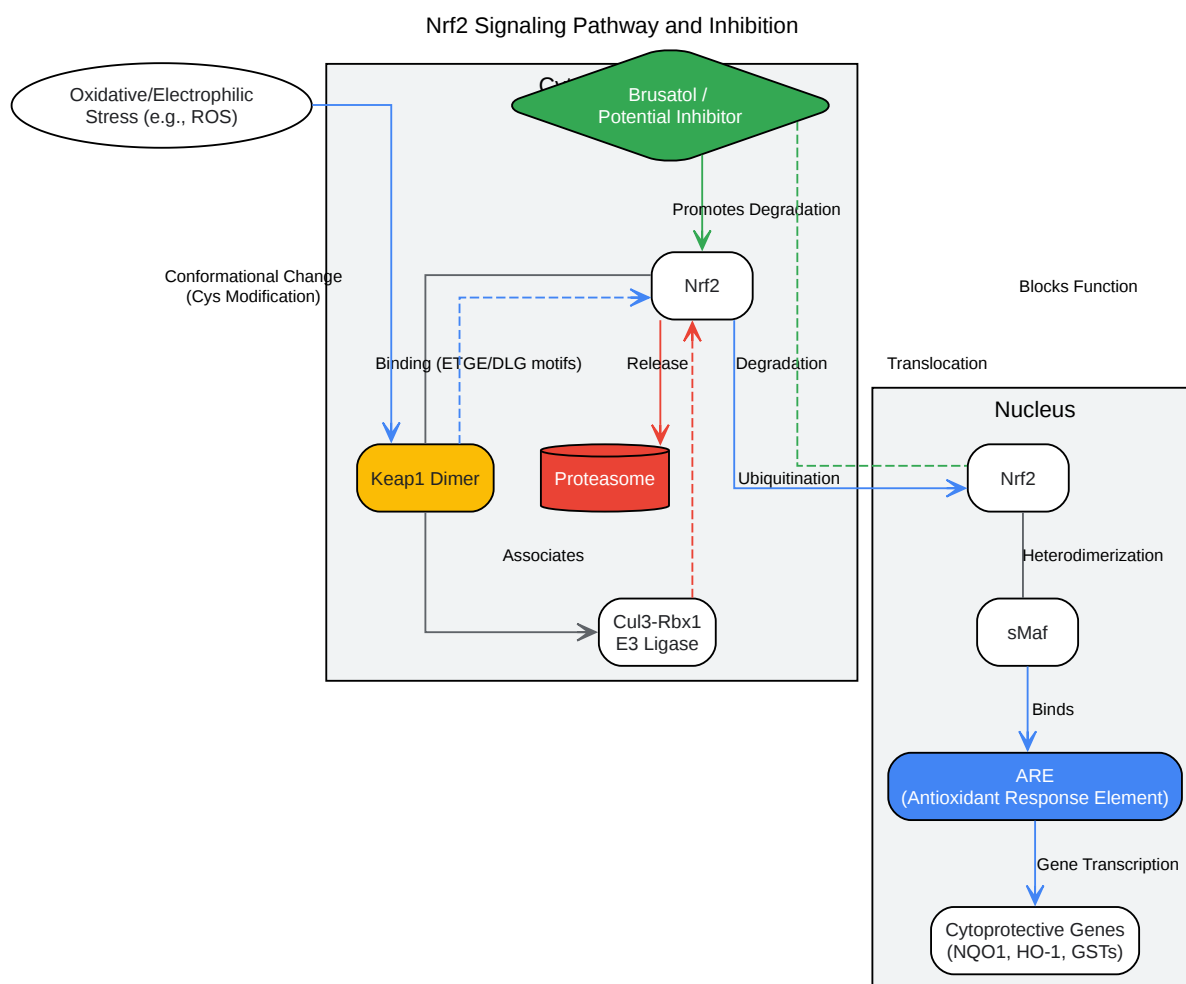 Nrf2 Signaling Pathway and Inhibition
Oxidative/Electrophilic
Stress (e.g., ROS)
Brusatol /
Potential Inhibitor
Promotes Degradation
Conformational Change
(Cys Modification)
Nrf2
Blocks Function
Binding (ETGE/DLG motifs)
Release
Degradation
Translocation
Nucleus
Keap1 Dimer
Proteasome
Ubiquitination
Nrf2
Associates
Heterodimerization
Cul3-Rbx1
E3 Ligase
sMaf
Binds
ARE
(Antioxidant Response Element)
Gene Transcription
Cytoprotective Genes
(NQO1, HO-1, GSTs)